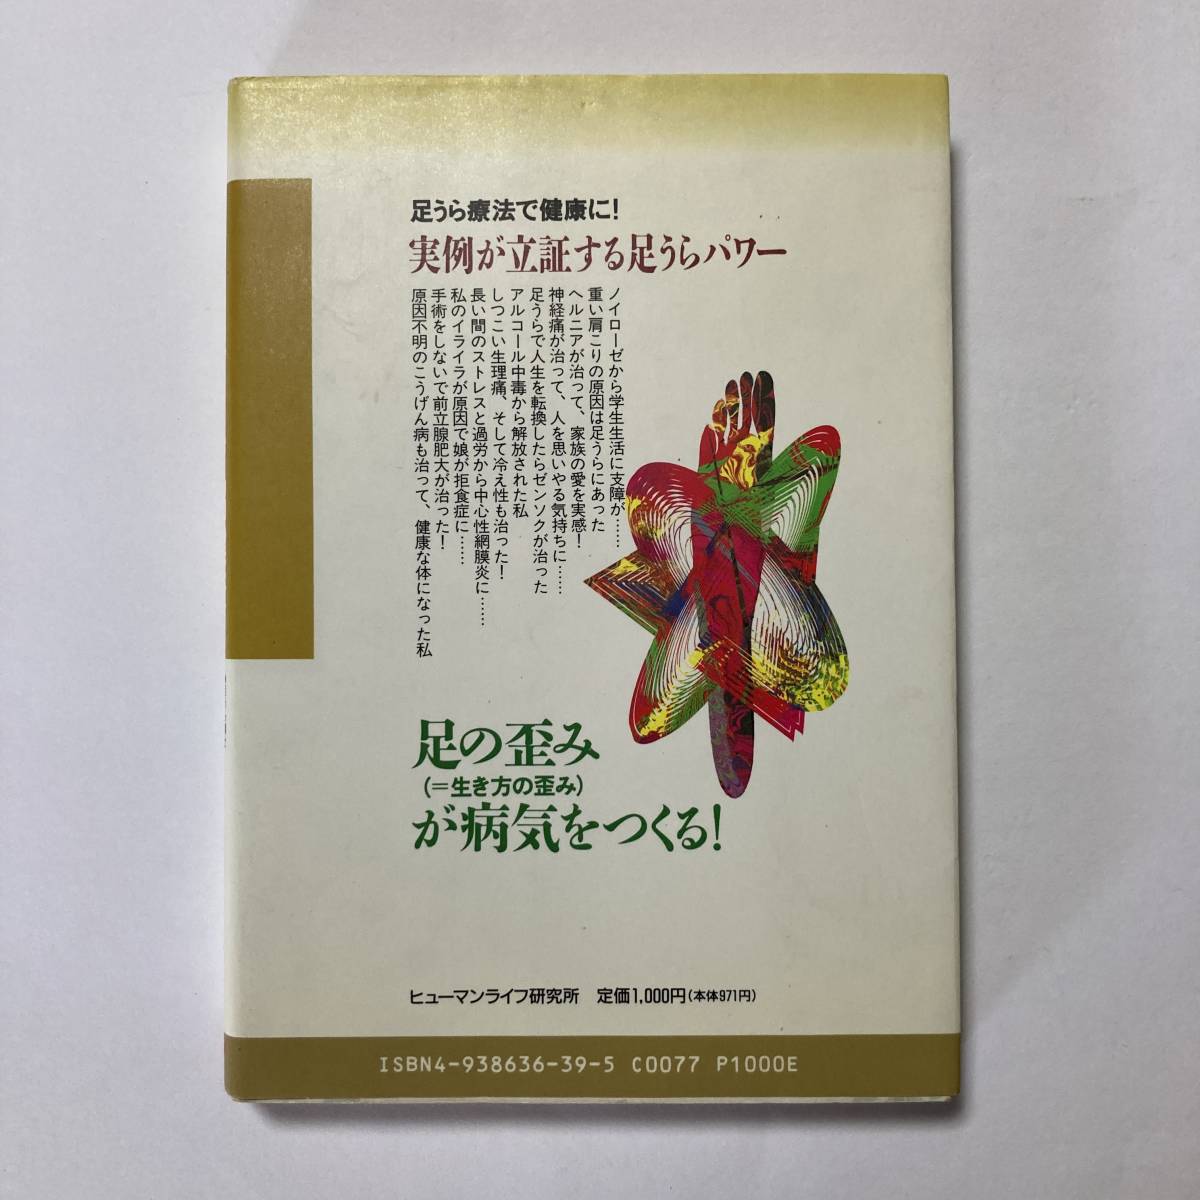 足うら療法で健康に!
実例が立証する足うらパワー
ノイローゼから学生生活に支障が……
重い肩こりの原因は足うらにあった
ヘルニアが治って、家族の愛を実感!
神経痛が治って、人を思いやる気持ちに……
足うらで人生を転換したらゼンソクが治った
アルコール中毒から解放された私
しつこい生理痛、そして冷え性も治った!
長い間のストレスと過労から中心性網膜炎に……
私のイライラが原因で娘が拒食症に……
手術をしないで前立腺肥大が治った!
原因不明のこうげん病も治って、健康な体になった私
足の歪み
(=生き方の歪み)
が病気をつくる!
ヒューマンライフ研究所 定価1,000円(本体971円)
ISBN4-938636-39-5 C0077 P1000E